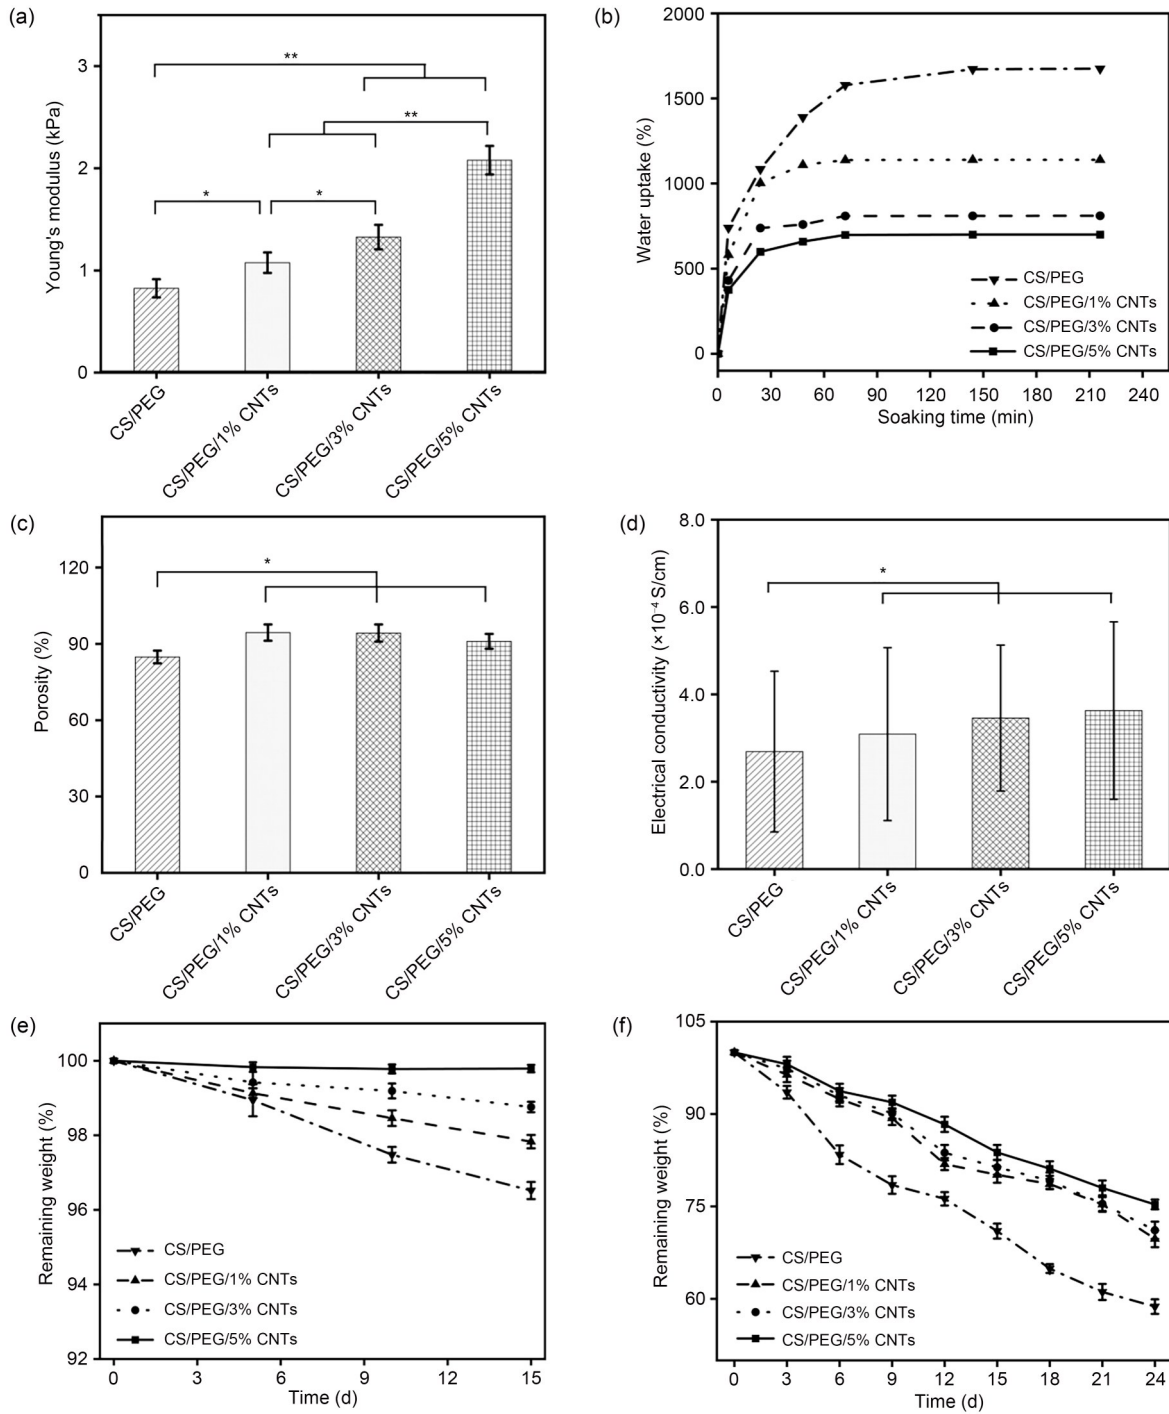 (a)
Young's modulus (kPa)
3
2
1
0
**
**
*
*
CS/PEG
CS/PEG/1% CNTs
CS/PEG/3% CNTs
CS/PEG/5% CNTs
(b)
Water uptake (%)
2000
1500
1000
500
0
CS/PEG
CS/PEG/1% CNTs
CS/PEG/3% CNTs
CS/PEG/5% CNTs
0 30 60 90 120 150 180 210 240
Soaking time (min)
(c)
Porosity (%)
120
90
60
30
0
*
CS/PEG
CS/PEG/1% CNTs
CS/PEG/3% CNTs
CS/PEG/5% CNTs
(d)
Electrical conductivity (×10⁻⁴ S/cm)
8.0
6.0
4.0
2.0
0.0
*
CS/PEG
CS/PEG/1% CNTs
CS/PEG/3% CNTs
CS/PEG/5% CNTs
(e)
Remaining weight (%)
100
98
96
94
92
CS/PEG
CS/PEG/1% CNTs
CS/PEG/3% CNTs
CS/PEG/5% CNTs
0 3 6 9 12 15
Time (d)
(f)
Remaining weight (%)
105
90
75
60
CS/PEG
CS/PEG/1% CNTs
CS/PEG/3% CNTs
CS/PEG/5% CNTs
0 3 6 9 12 15 18 21 24
Time (d)